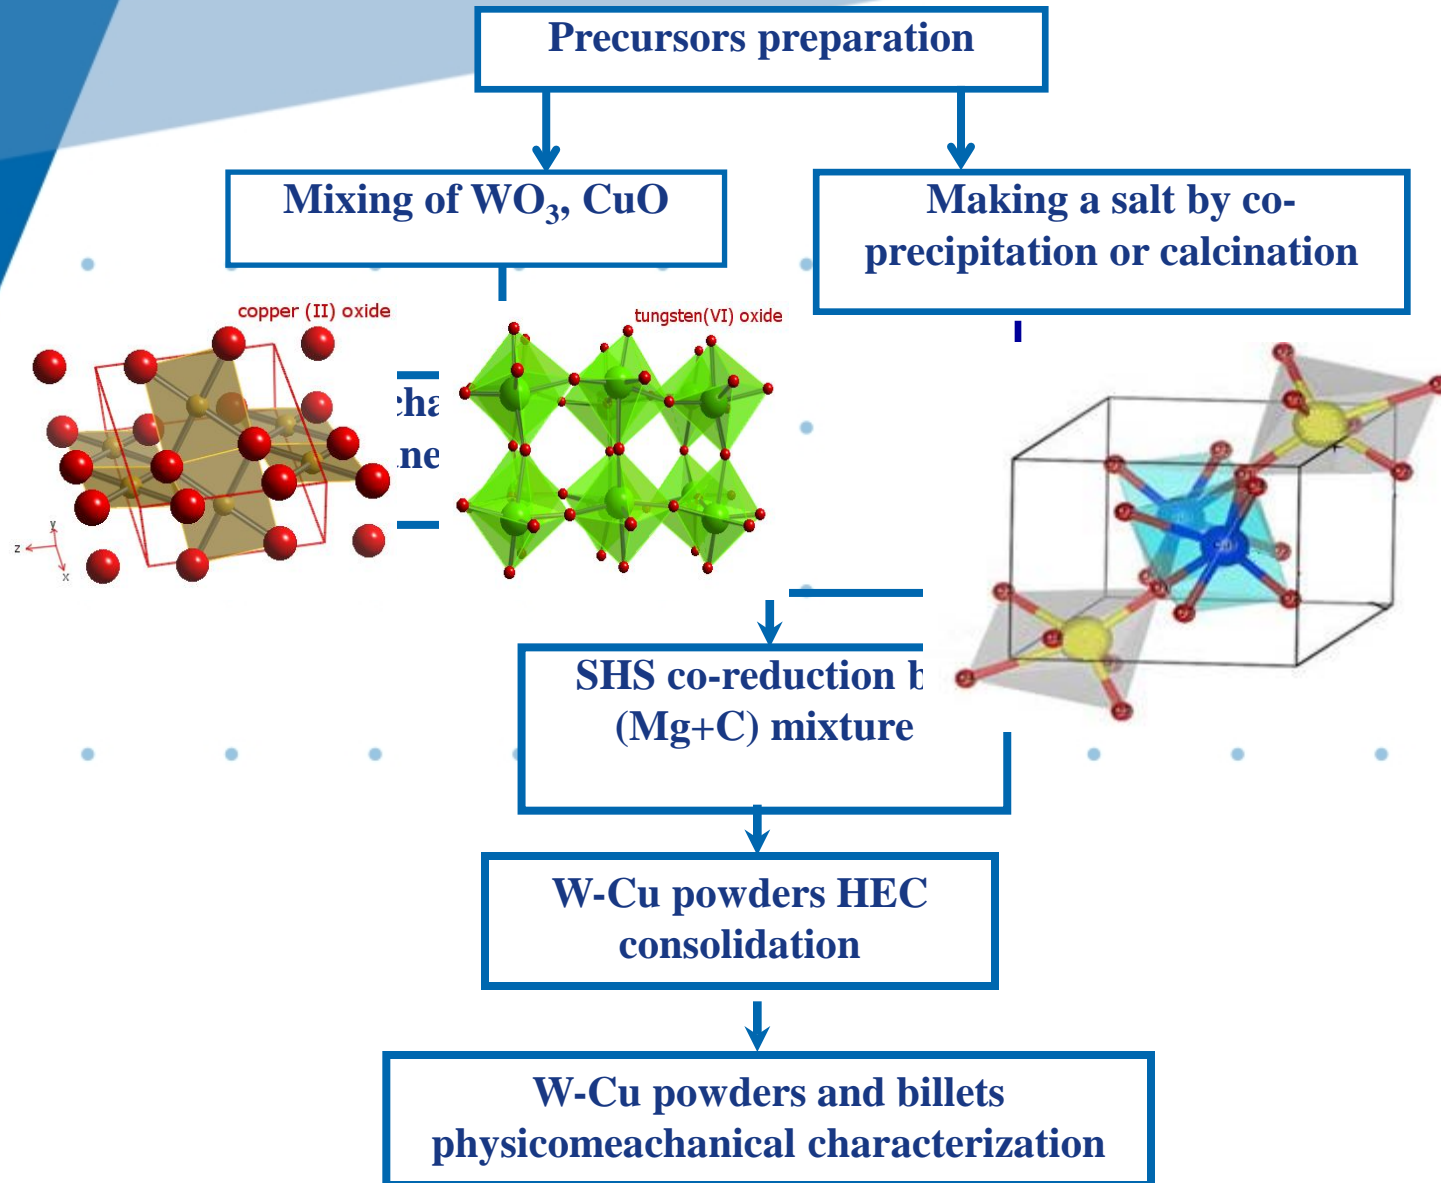 Precursors preparation
Mixing of WO₃, CuO
Making a salt by co-
precipitation or calcination
copper (II) oxide
tungsten(VI) oxide
y
z
x
SHS co-reduction
(Mg+C) mixture
W-Cu powders HEC
consolidation
W-Cu powders and billets
physicomeachanical characterization